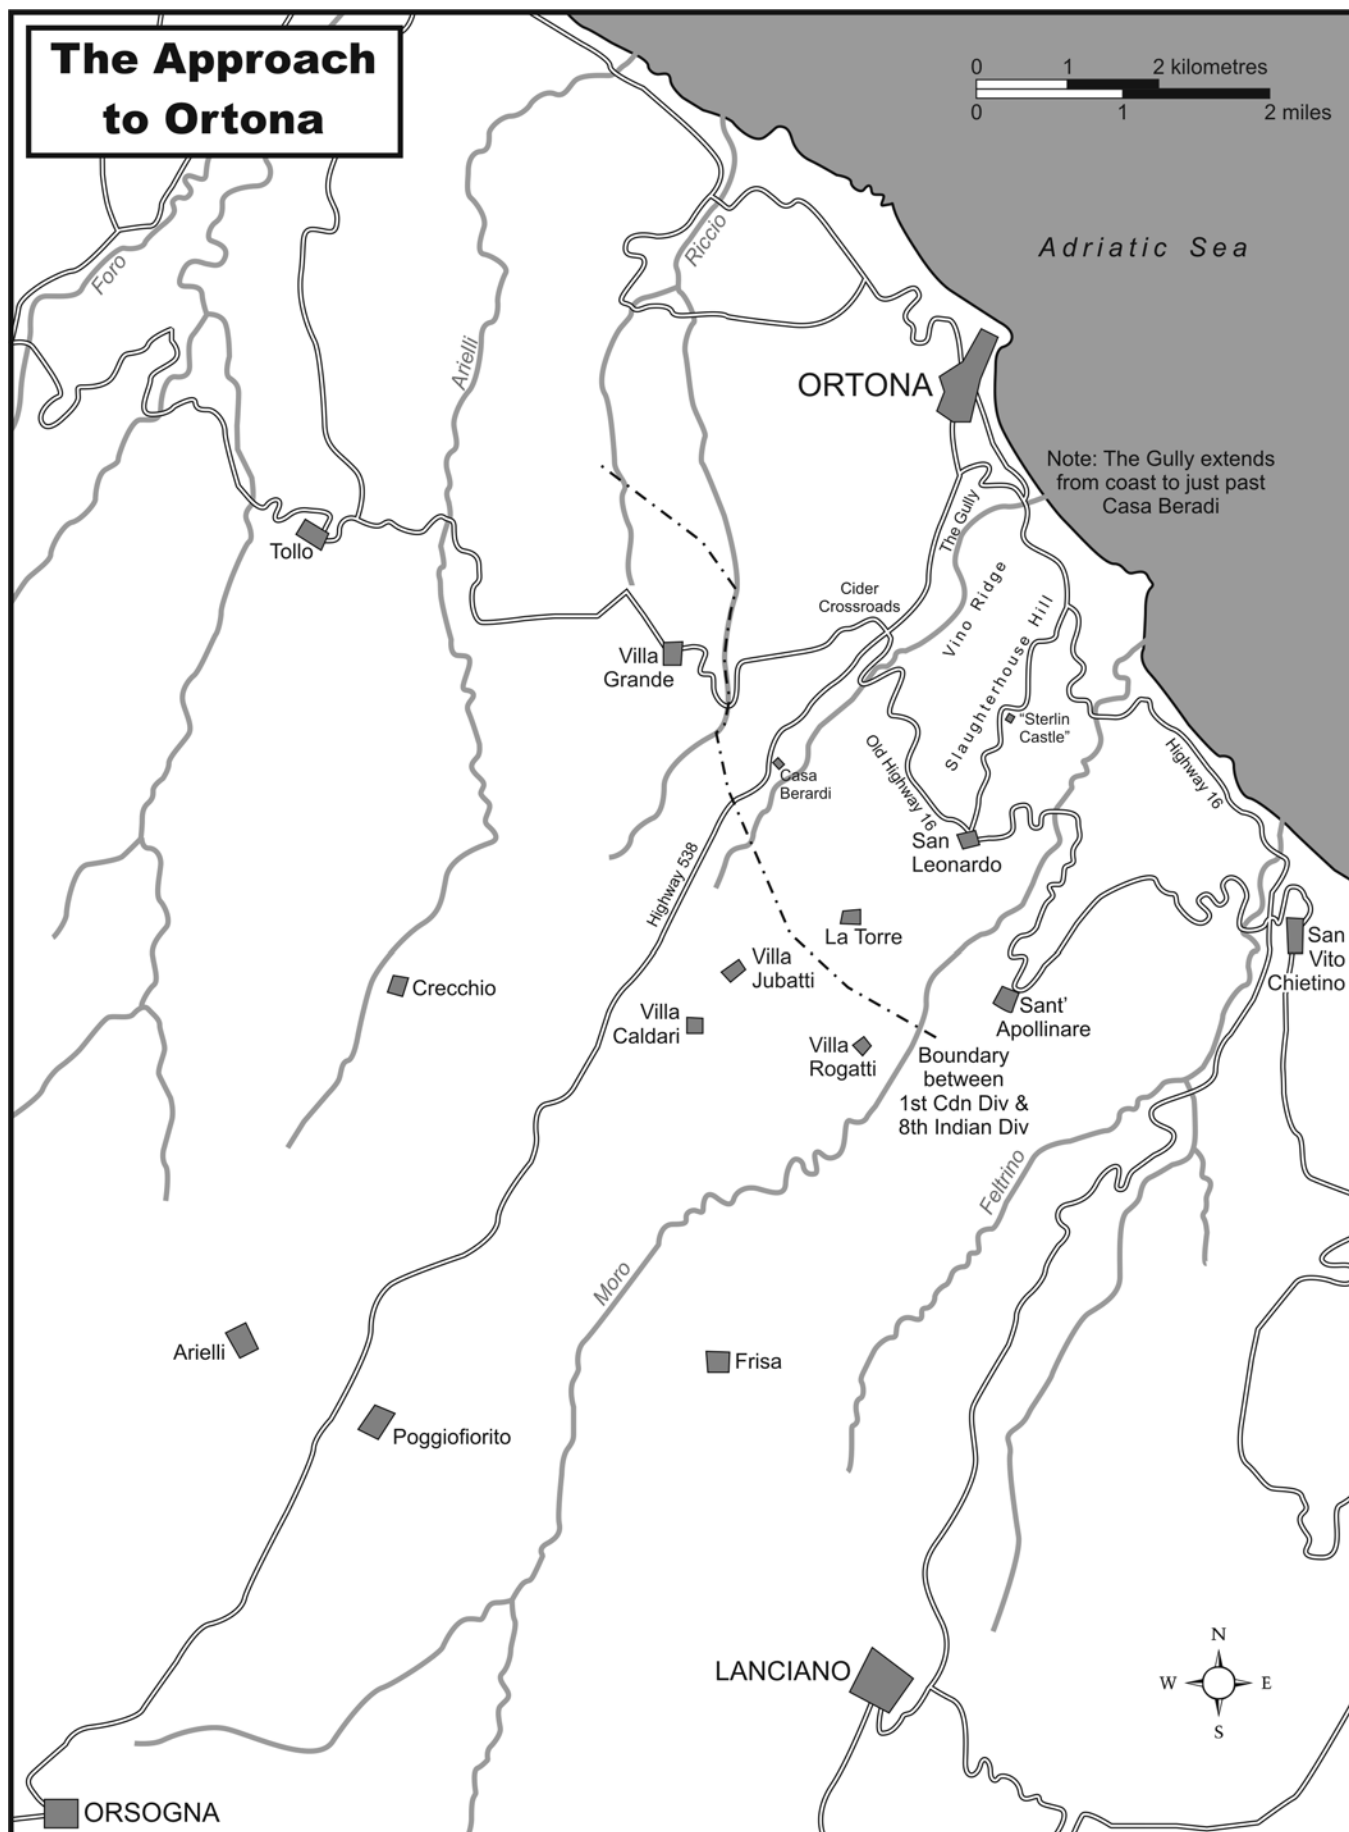 The Approach
to Ortona
0 1 2 kilometres
0 1 2 miles
Adriatic Sea
Foro
Riccio
Arielli
ORTONA
Note: The Gully extends
from coast to just past
Casa Beradi
The Gully
Tollo
Cider
Crossroads
Vino Ridge
Slaughterhouse Hill
Villa
Grande
"Sterlin
Castle"
Old Highway 16
Highway 16
Casa
Berardi
San
Leonardo
Highway 538
La Torre
San
Vito
Chietino
Villa
Jubatti
Crecchio
Sant'
Apollinare
Villa
Caldari
Villa
Rogatti
Boundary
between
1st Cdn Div &
8th Indian Div
Feltrino
Moro
Arielli
Frisa
Poggiofiorito
LANCIANO
N
W E
S
ORSOGNA